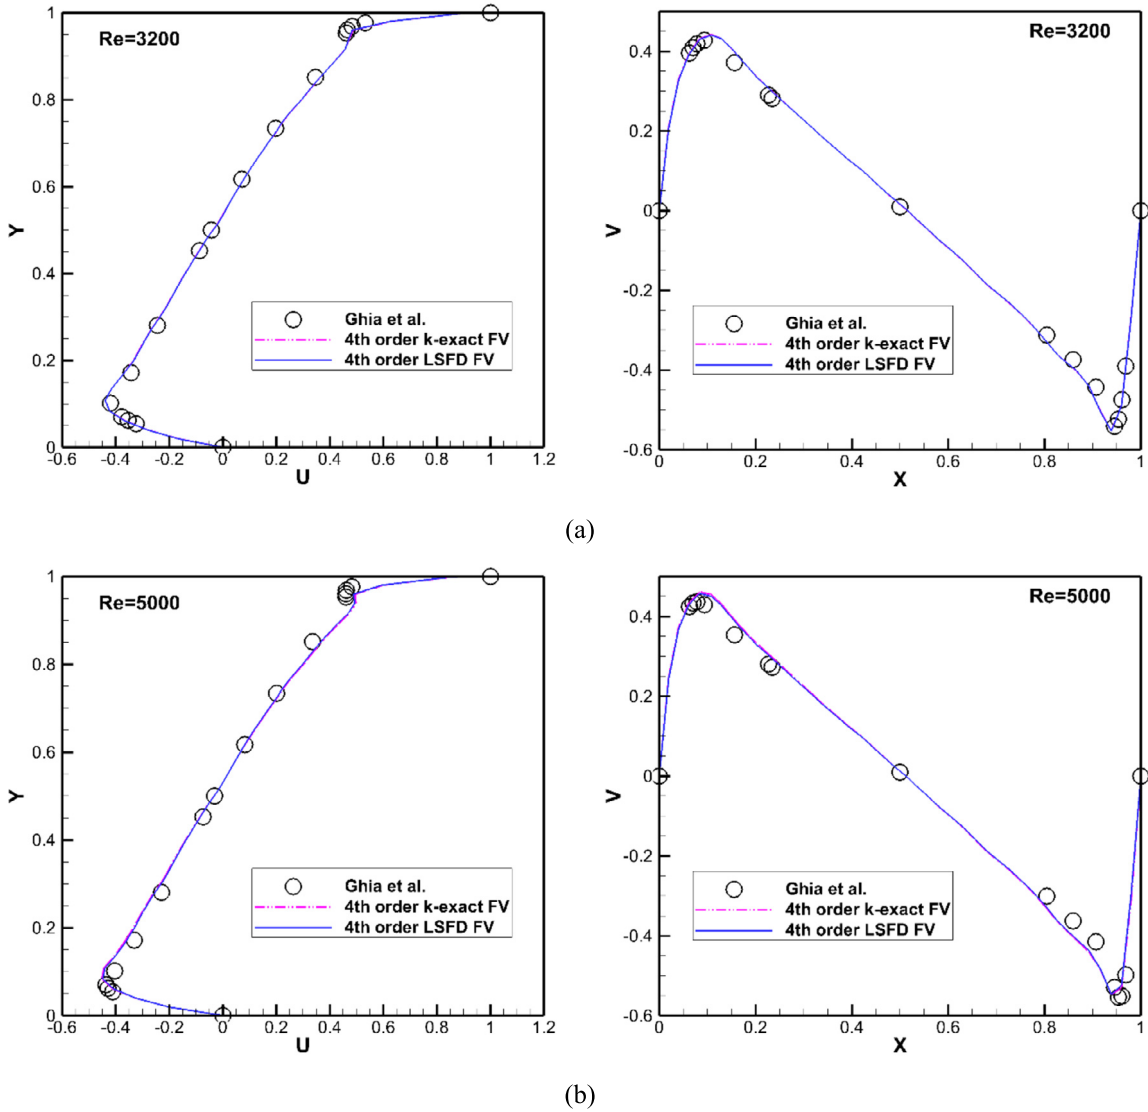 Re=3200
1
0.8
0.6
0.4
0.2
0
Y
-0.6 -0.4 -0.2 0 0.2 0.4 0.6 0.8 1 1.2
U
Ghia et al.
4th order k-exact FV
4th order LSFD FV
Re=3200
0.4
0.2
0
-0.2
-0.4
-0.6
V
0 0.2 0.4 0.6 0.8 1
X
Ghia et al.
4th order k-exact FV
4th order LSFD FV
(a)
Re=5000
1
0.8
0.6
0.4
0.2
0
Y
-0.6 -0.4 -0.2 0 0.2 0.4 0.6 0.8 1 1.2
U
Ghia et al.
4th order k-exact FV
4th order LSFD FV
Re=5000
0.4
0.2
0
-0.2
-0.4
-0.6
V
0 0.2 0.4 0.6 0.8 1
X
Ghia et al.
4th order k-exact FV
4th order LSFD FV
(b)